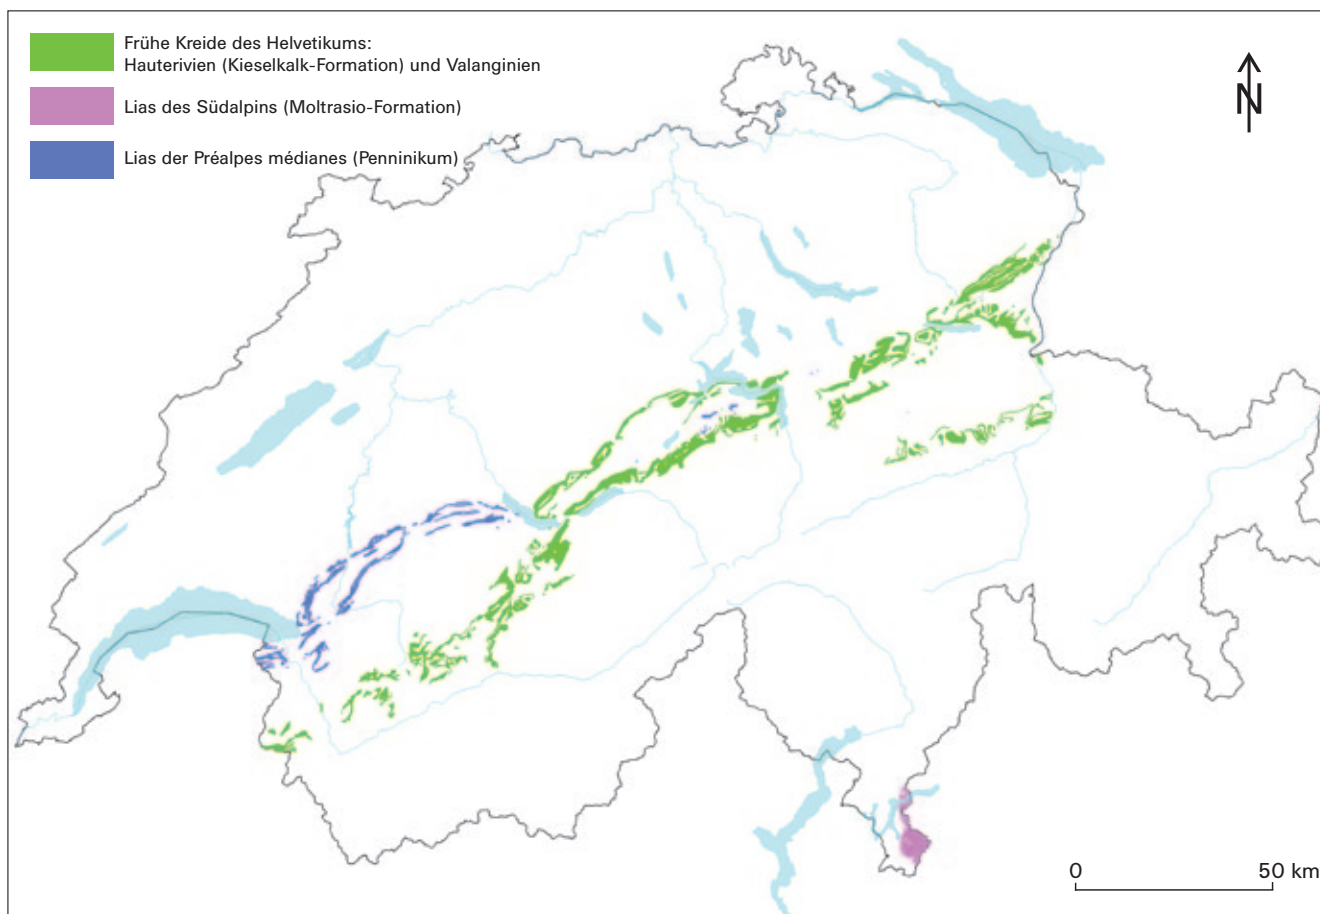 Frühe Kreide des Helvetikums:
Hauterivien (Kieselkalk-Formation) und Valanginien
Lias des Südalpins (Moltrasio-Formation)
Lias der Préalpes médianes (Penninikum)
N
0 50 km